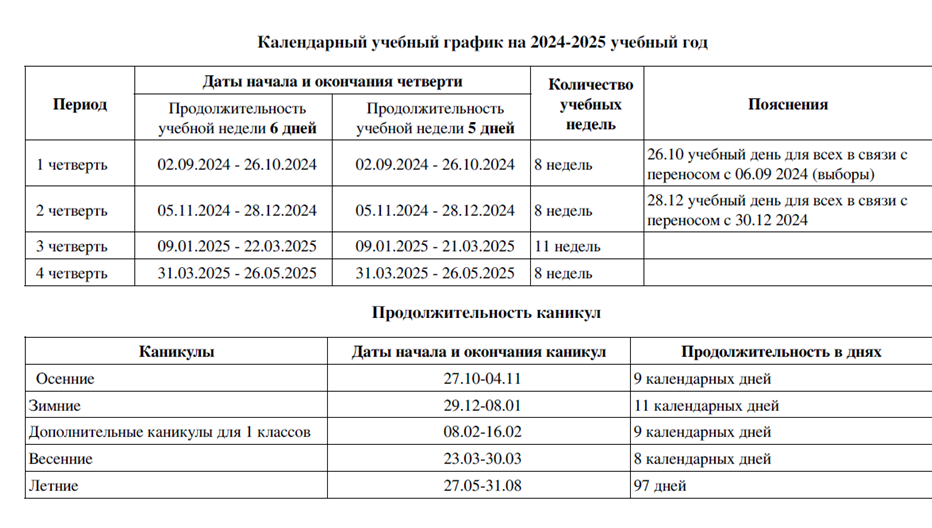 Календарный учебный график на 2024-2025 учебный год
Период
Даты начала и окончания четверти
Количество
учебных
недель
Пояснения
Продолжительность
учебной недели 6 дней
Продолжительность
учебной недели 5 дней
1 четверть 02.09.2024 - 26.10.2024 02.09.2024 - 26.10.2024 8 недель
26.10 учебный день для всех в связи с
переносом с 06.09 2024 (выборы)
2 четверть 05.11.2024 - 28.12.2024 05.11.2024 - 28.12.2024 8 недель
28.12 учебный день для всех в связи с
переносом с 30.12 2024
3 четверть 09.01.2025 - 22.03.2025 09.01.2025 - 21.03.2025 11 недель
4 четверть 31.03.2025 - 26.05.2025 31.03.2025 - 26.05.2025 8 недель
Продолжительность каникул
Каникулы Даты начала и окончания каникул Продолжительность в днях
Осенние 27.10-04.11 9 календарных дней
Зимние 29.12-08.01 11 календарных дней
Дополнительные каникулы для 1 классов 08.02-16.02 9 календарных дней
Весенние 23.03-30.03 8 календарных дней
Летние 27.05-31.08 97 дней